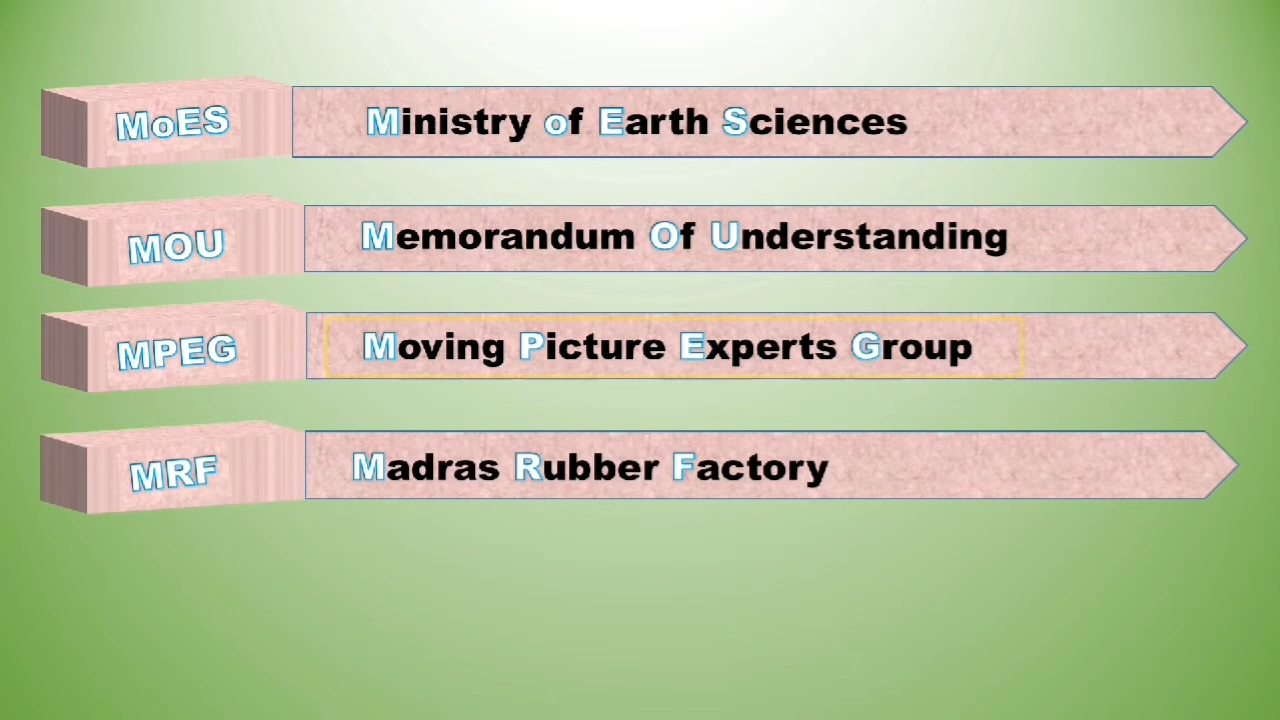 MoES Ministry of Earth Sciences
MOU Memorandum Of Understanding
MPEG Moving Picture Experts Group
MRF Madras Rubber Factory